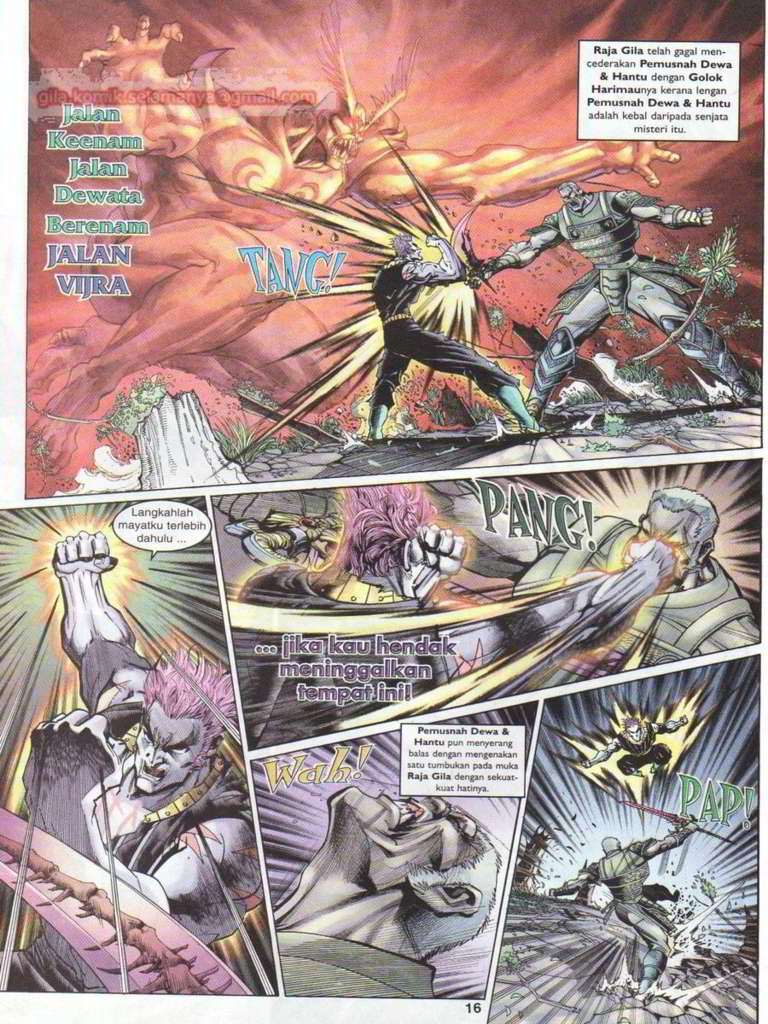 Raja Gila telah gagal men-
cederakan Pemusnah Dewa
& Hantu dengan Golok
Harimaunya kerana lengan
Pemusnah Dewa & Hantu
adalah kebal daripada senjata
misteri itu.
gila.komik.selamanya@gmail.com
Jalan
Keenam
Jalan
Dewata
Berenam
JALAN
VIJRA
TANG!
Langkahlah
mayatku terlebih
dahulu ...
PANG!
... jika kau hendak
meninggalkan
tempat ini!
Wah!
Pemusnah Dewa &
Hantu pun menyerang
balas dengan mengenakan
satu tumbukan pada muka
Raja Gila dengan sekuat-
kuat hatinya.
PAP!
16